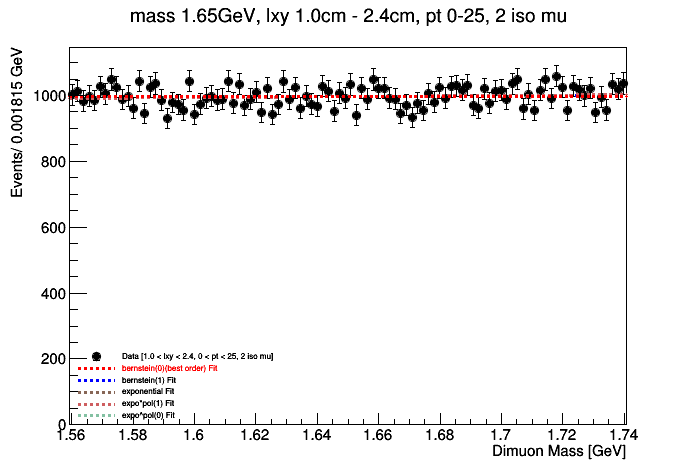 mass 1.65GeV, lxy 1.0cm - 2.4cm, pt 0-25, 2 iso mu
Events/ 0.001815 GeV
1000
800
600
400
200
0
Data [1.0 < lxy < 2.4, 0 < pt < 25, 2 iso mu]
bernstein(0)(best order) Fit
bernstein(1) Fit
exponential Fit
expo*pol(1) Fit
expo^pol(0) Fit
1.56 1.58 1.6 1.62 1.64 1.66 1.68 1.7 1.72 1.74
Dimuon Mass [GeV]